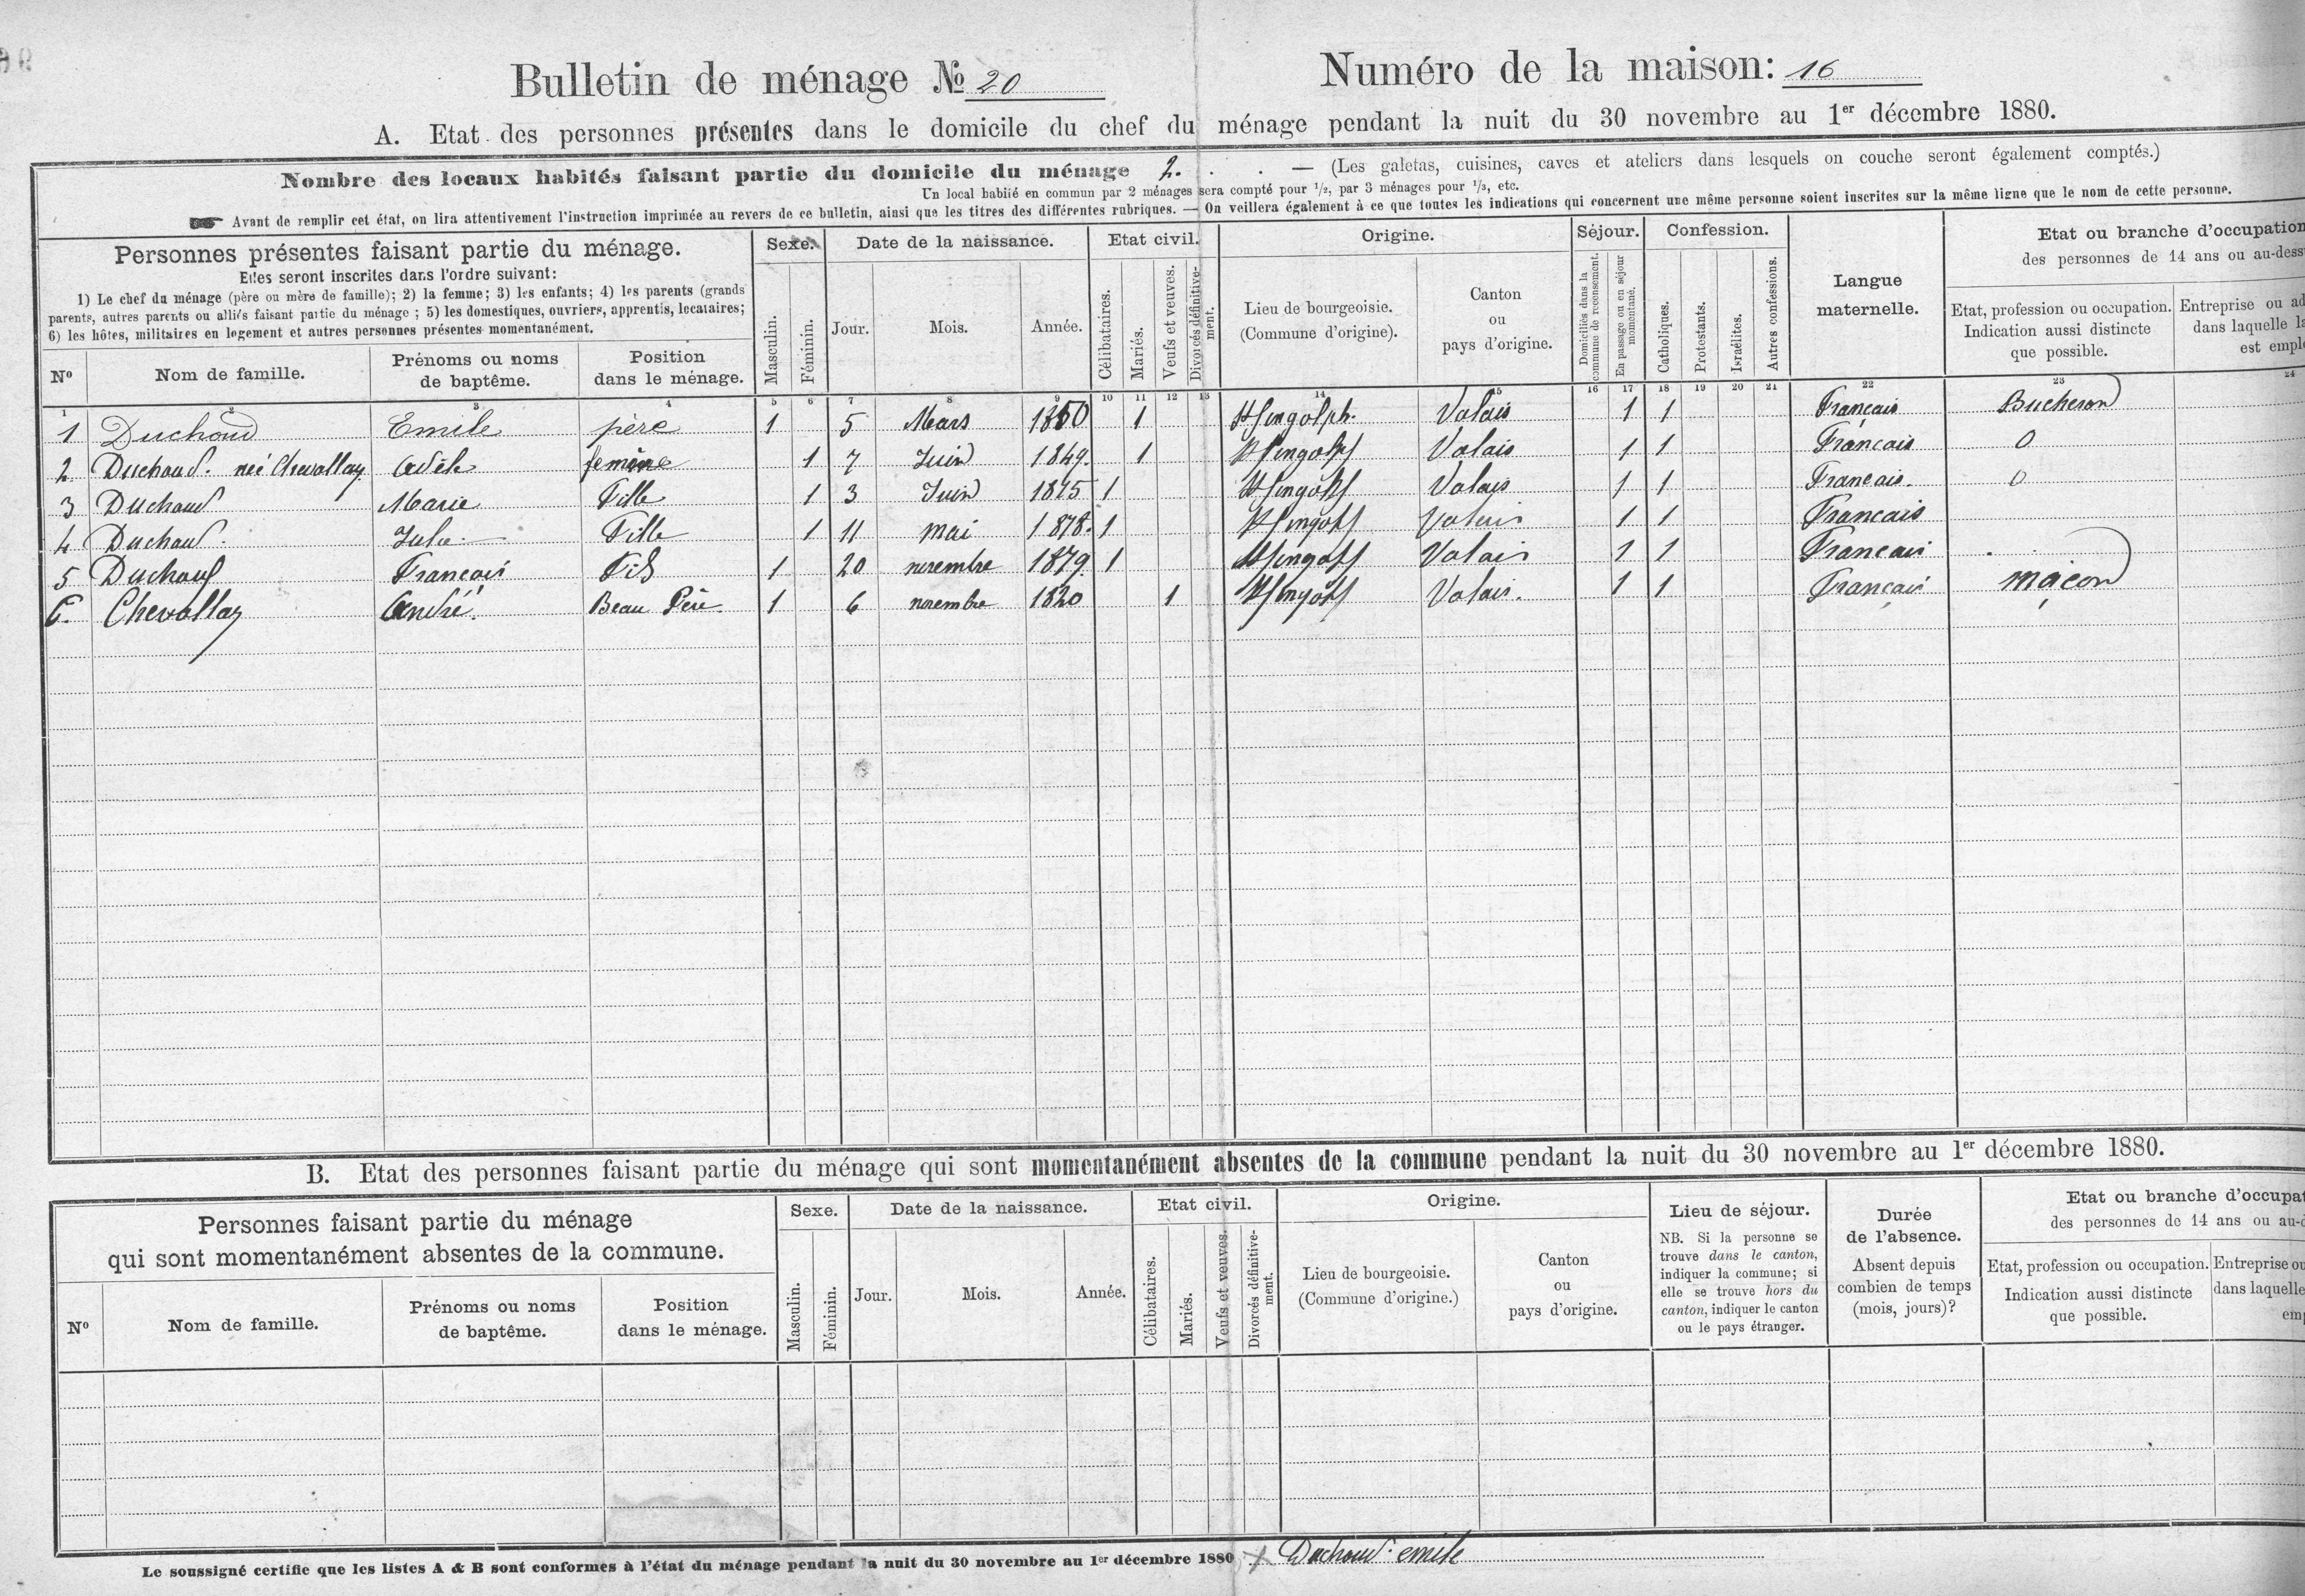 Bulletin de ménage № 20 Numéro de la maison: 16
A. Etat des personnes présentes dans le domicile du chef du ménage pendant la nuit du 30 novembre au 1er décembre 1880.
Nombre des locaux habités faisant partie du domicile du ménage 2. . . — (Les galetas, cuisines, caves et ateliers dans lesquels on couche seront également comptés.)
Un local habité en commun par 2 ménages sera compté pour 1/2, par 3 ménages pour 1/3, etc.
Avant de remplir cet état, on lira attentivement l'instruction imprimée au revers de ce bulletin, ainsi que les titres des différentes rubriques. — On veillera également à ce que toutes les indications qui concernent une même personne soient inscrites sur la même ligne que le nom de cette personne.
Personnes présentes faisant partie du ménage. Sexe. Date de la naissance. Etat civil. Origine. Séjour. Confession. Langue maternelle. Etat ou branche d'occupation
des personnes de 14 ans ou au-dess
Elles seront inscrites dans l'ordre suivant:
1) Le chef du ménage (père ou mère de famille); 2) la femme; 3) les enfants; 4) les parents (grands
parents, autres parents ou alliés faisant partie du ménage; 5) les domestiques, ouvriers, apprentis, locataires;
6) les hôtes, militaires en logement et autres personnes présentes momentanément.
Nº Nom de famille. Prénoms ou noms de baptême. Position dans le ménage. Masculin. Féminin. Jour. Mois. Année. Célibataires. Mariés. Veufs et veuves. Divorcés définitivement. Lieu de bourgeoisie. (Commune d'origine). Canton ou pays d'origine. Domiciliés dans la commune de recensement. En passage ou en séjour momentané. Catholiques. Protestants. Israélites. Autres confessions. Etat, profession ou occupation. Indication aussi distincte que possible. Entreprise ou ad
dans laquelle la
est empl
1 2 3 4 5 6 7 8 9 10 11 12 13 14 15 16 17 18 19 20 21 22 23 24
1 Duchoud Emile père 1 5 Mars 1850 1 St Gingolph. Valais 1 1 Français Bucheron
2 Duchoud. née Chevallay Adèle femme 1 7 Juin 1849. 1 St Gingolph Valais 1 1 Francais 0
3 Duchoud Marie Fille 1 3 Juin 1875 1 St Gingolph Valais 1 1 Francais. 0
4 Duchoud. Julie Fille 1 11 mai 1878. 1 St Gingolph Valais 1 1 Francais
5 Duchoud Francois Fils 1 20 novembre 1879 1 St Gingolph Valais 1 1 Francais
6. Chevallay André. Beau Père 1 6 novembre 1820 1 St Gingolph Valais. 1 1 Français maçon
B. Etat des personnes faisant partie du ménage qui sont momentanément absentes de la commune pendant la nuit du 30 novembre au 1er décembre 1880.
Personnes faisant partie du ménage
qui sont momentanément absentes de la commune.
Sexe. Date de la naissance. Etat civil. Origine. Lieu de séjour. Durée de l'absence. Etat ou branche d'occupat
des personnes de 14 ans ou au-d
NB. Si la personne se
trouve dans le canton,
indiquer la commune; si
elle se trouve hors du
canton, indiquer le canton
ou le pays étranger.
Absent depuis
combien de temps
(mois, jours)?
Nº Nom de famille. Prénoms ou noms de baptême. Position dans le ménage. Masculin. Féminin. Jour. Mois. Année. Célibataires. Mariés. Veufs et veuves. Divorcés définitivement. Lieu de bourgeoisie. (Commune d'origine.) Canton ou pays d'origine. Etat, profession ou occupation. Indication aussi distincte que possible. Entreprise ou
dans laquelle
emp
Le soussigné certifie que les listes A & B sont conformes à l'état du ménage pendant la nuit du 30 novembre au 1er décembre 1880 Duchoud. emile